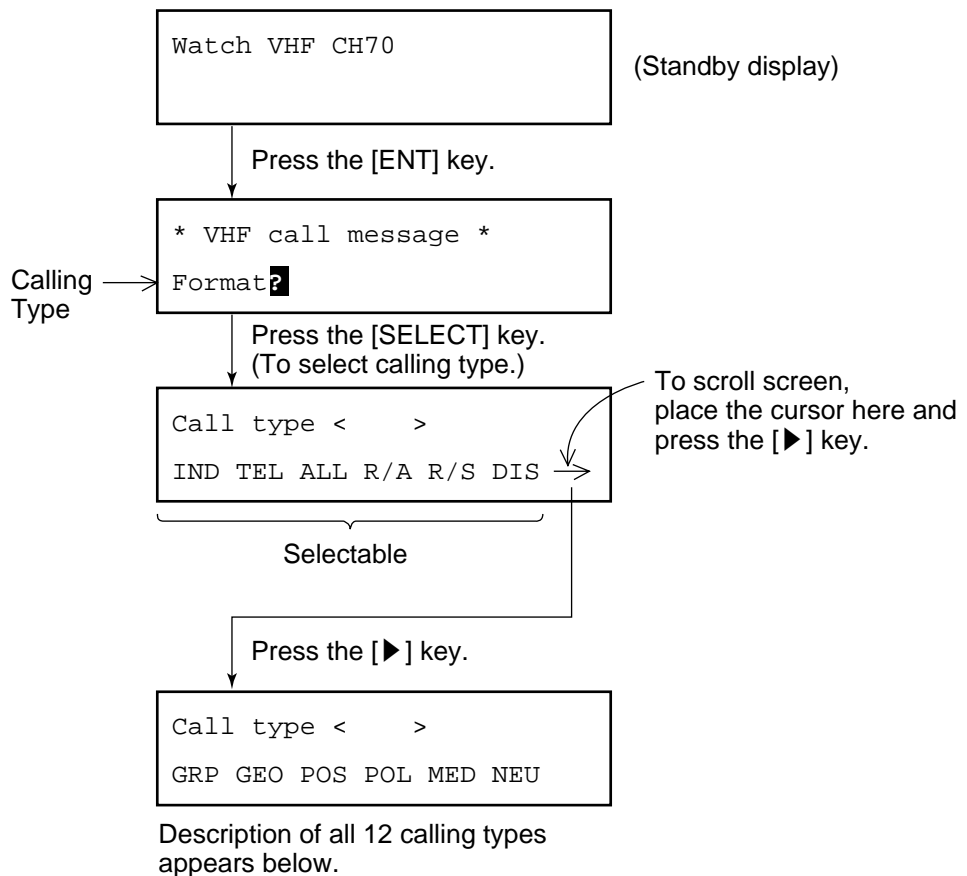 Watch VHF CH70
(Standby display)
Press the [ENT] key.
* VHF call message *
Calling
Type
Format?
Press the [SELECT] key.
(To select calling type.)
To scroll screen,
place the cursor here and
press the [▶] key.
Call type <    >
IND TEL ALL R/A R/S DIS
Selectable
Press the [▶] key.
Call type <    >
GRP GEO POS POL MED NEU
Description of all 12 calling types
appears below.